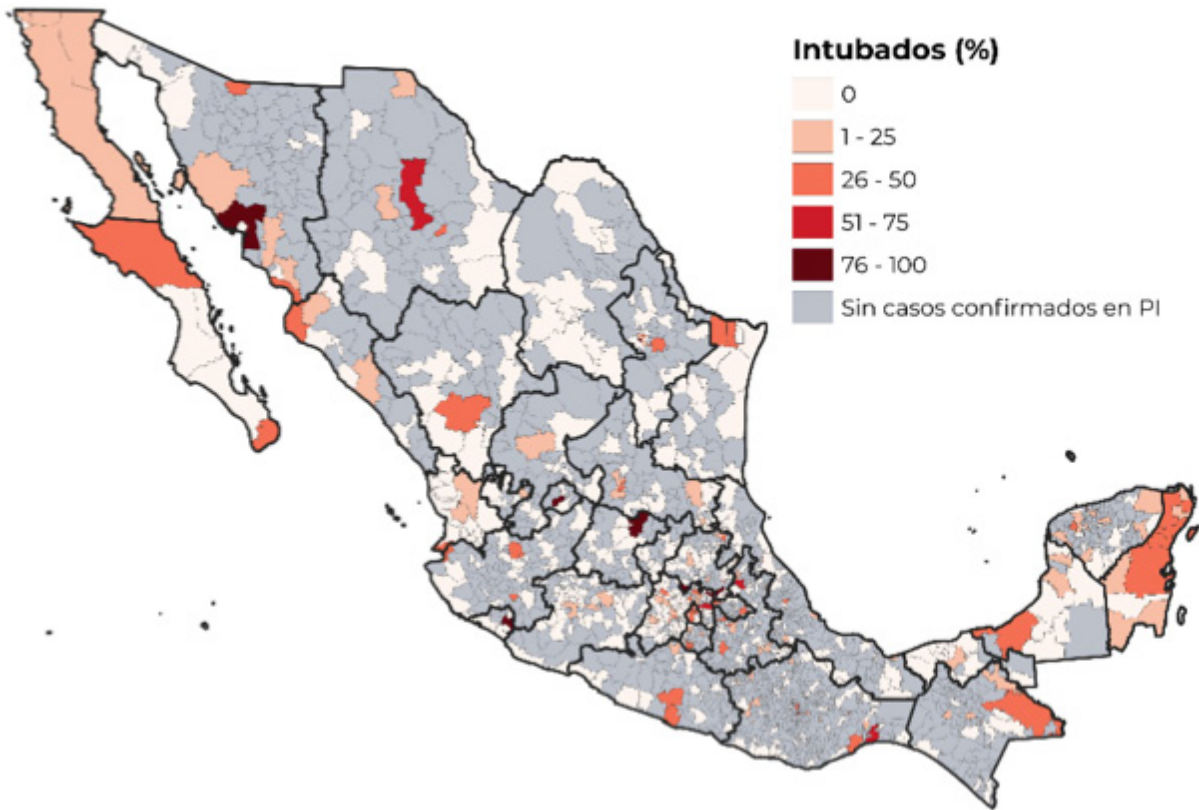 Intubados (%)
0
1 - 25
26 - 50
51 - 75
76 - 100
Sin casos confirmados en PI